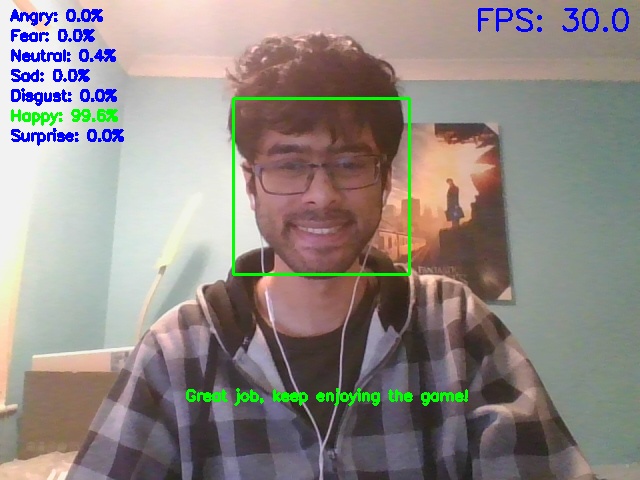 Angry: 0.0%
Fear: 0.0%
Neutral: 0.4%
Sad: 0.0%
Disgust: 0.0%
Happy: 99.6%
Surprise: 0.0%
FPS: 30.0
FANTASTIC
Great job, keep enjoying the game!